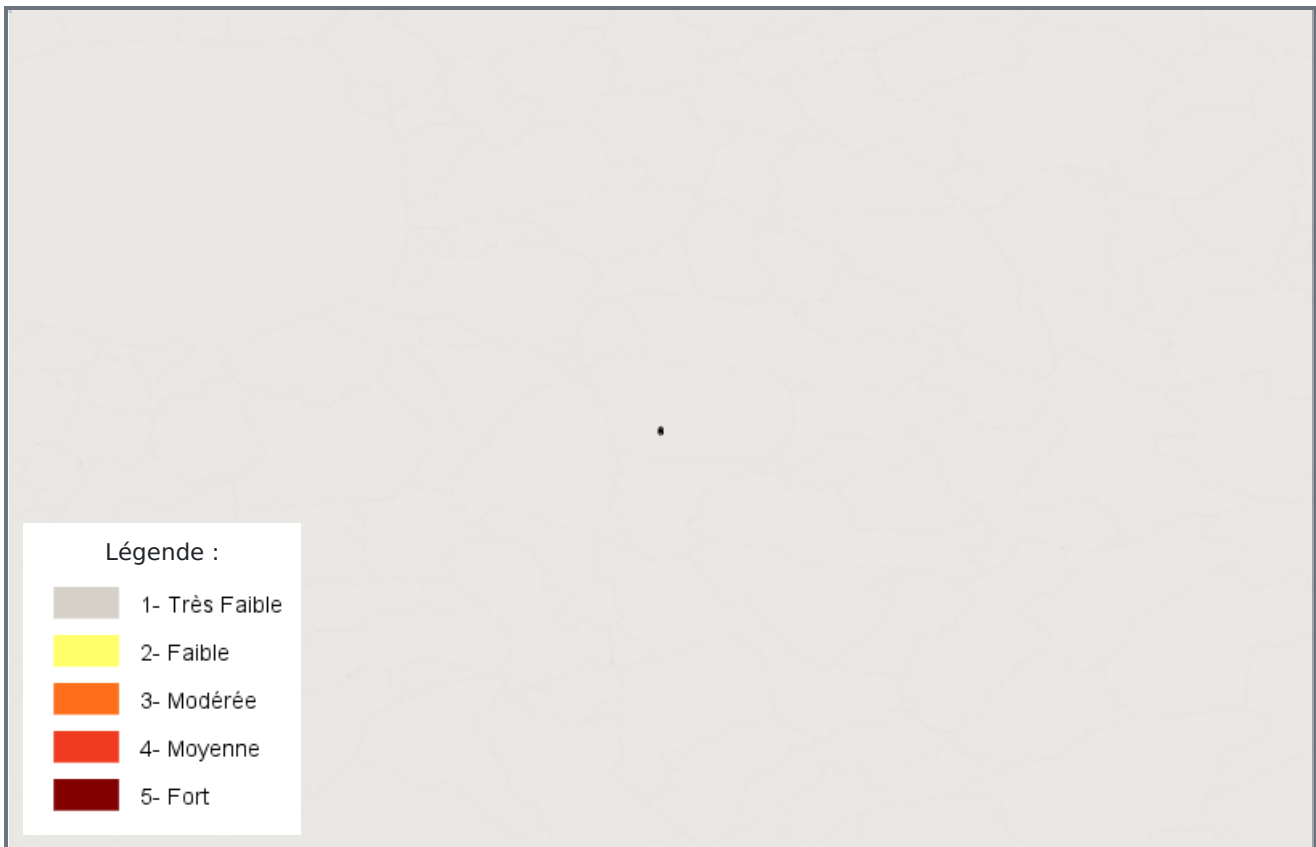 Légende :
1- Très Faible
2- Faible
3- Modérée
4- Moyenne
5- Fort